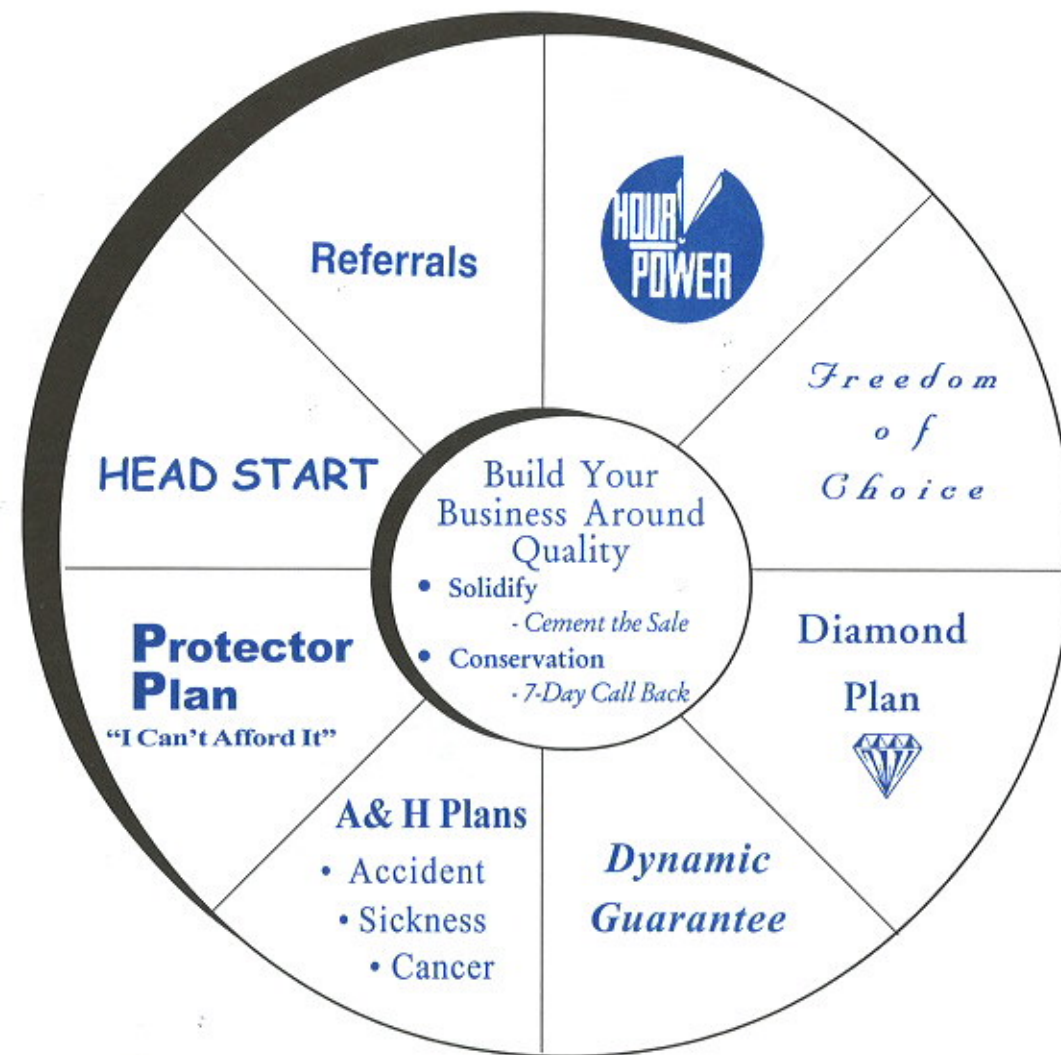 Referrals
HOUR
POWER
Freedom
of
Choice
HEAD START
Build Your
Business Around
Quality
• Solidify
- Cement the Sale
• Conservation
- 7-Day Call Back
Diamond
Plan
Protector
Plan
“I Can't Afford It”
A& H Plans
• Accident
• Sickness
• Cancer
Dynamic
Guarantee